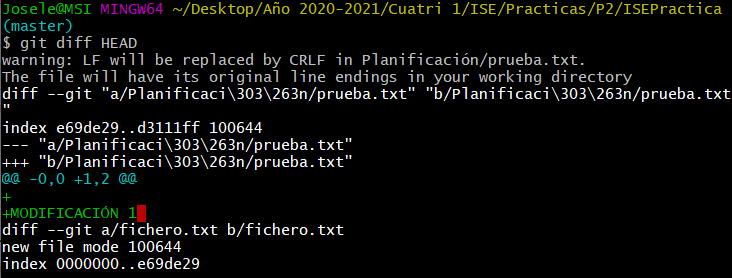 Josele@MSI MINGW64 ~/Desktop/Año 2020-2021/Cuatri 1/ISE/Practicas/P2/ISEPractica
(master)
$ git diff HEAD
warning: LF will be replaced by CRLF in Planificación/prueba.txt.
The file will have its original line endings in your working directory
diff --git "a/Planificaci\303\263n/prueba.txt" "b/Planificaci\303\263n/prueba.txt
"
index e69de29..d3111ff 100644
--- "a/Planificaci\303\263n/prueba.txt"
+++ "b/Planificaci\303\263n/prueba.txt"
@@ -0,0 +1,2 @@
+
+MODIFICACIÓN 1
diff --git a/fichero.txt b/fichero.txt
new file mode 100644
index 0000000..e69de29